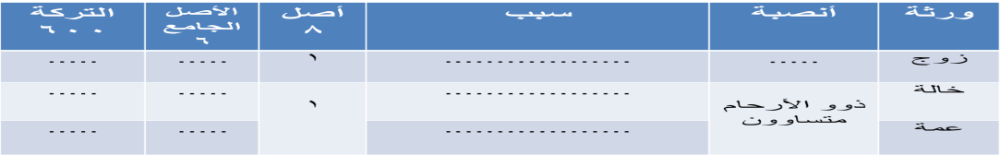 ورثة أنصبة سبب أصل ٨ الأصل الجامع ٦ التركة ٦٠٠
زوج ..... .................. ١ ..... .....
خالة ذوو الأرحام متساوون .................. ١ ..... .....
عمة .................. ..... .....